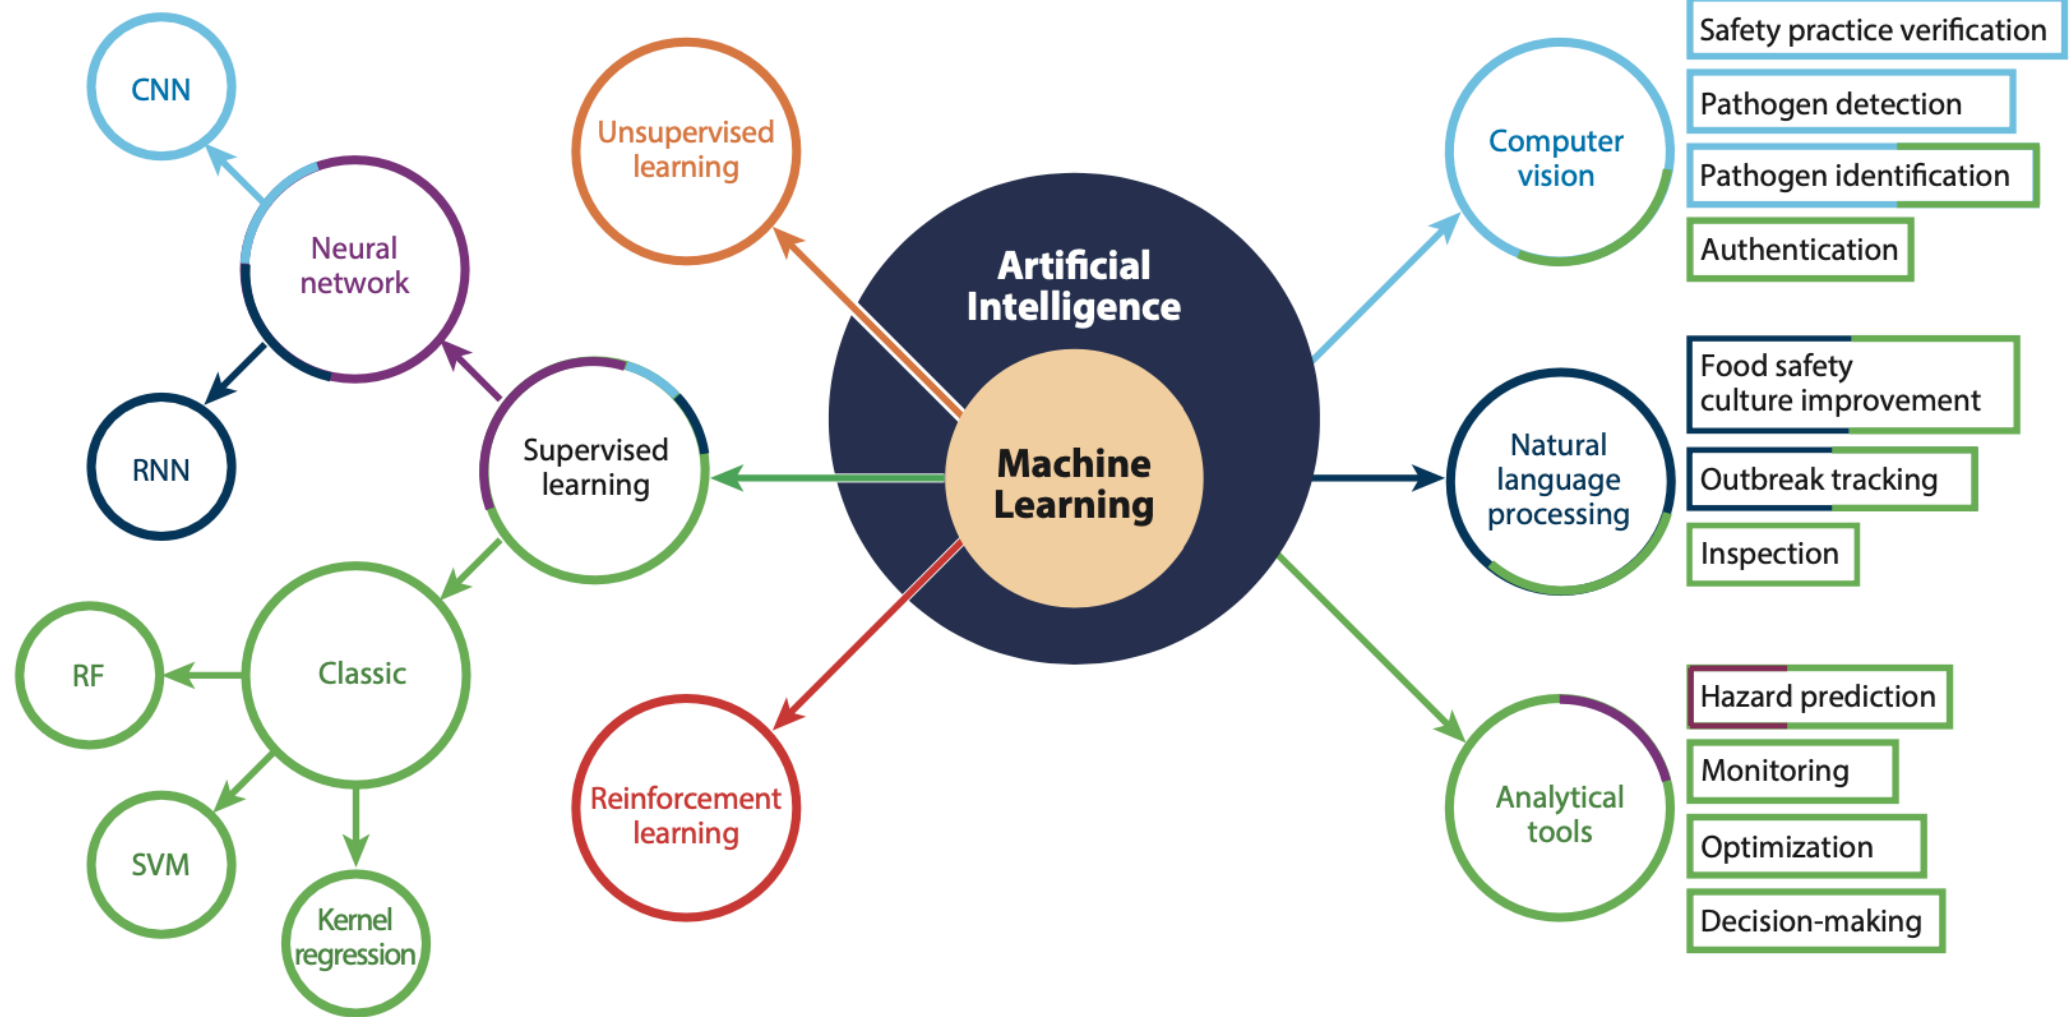 CNN
Neural
network
RNN
RF
Classic
SVM
Kernel
regression
Unsupervised
learning
Supervised
learning
Reinforcement
learning
Artificial
Intelligence
Machine
Learning
Computer
vision
Natural
language
processing
Analytical
tools
Safety practice verification
Pathogen detection
Pathogen identification
Authentication
Food safety
culture improvement
Outbreak tracking
Inspection
Hazard prediction
Monitoring
Optimization
Decision-making